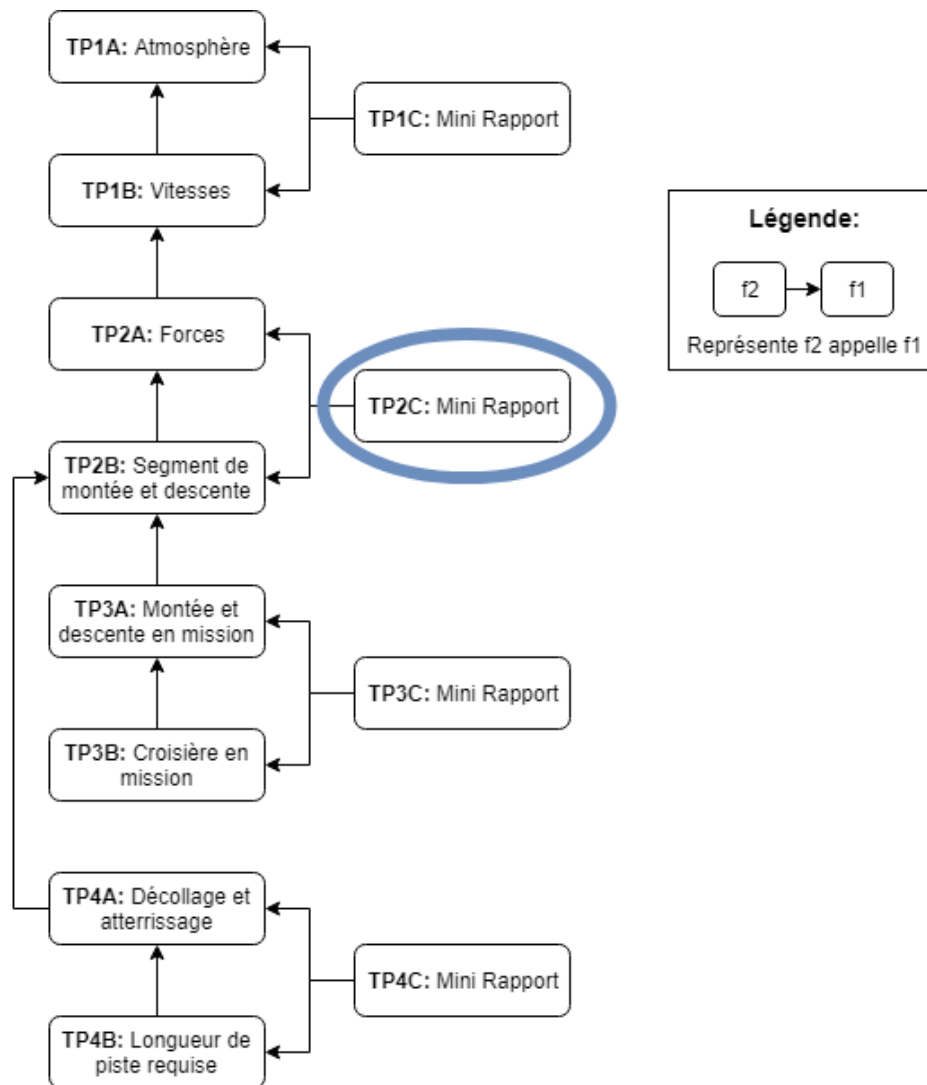 TP1A: Atmosphère
TP1C: Mini Rapport
TP1B: Vitesses
Légende:
f2
f1
Représente f2 appelle f1
TP2A: Forces
TP2C: Mini Rapport
TP2B: Segment de
montée et descente
TP3A: Montée et
descente en mission
TP3C: Mini Rapport
TP3B: Croisière en
mission
TP4A: Décollage et
atterrissage
TP4C: Mini Rapport
TP4B: Longueur de
piste requise